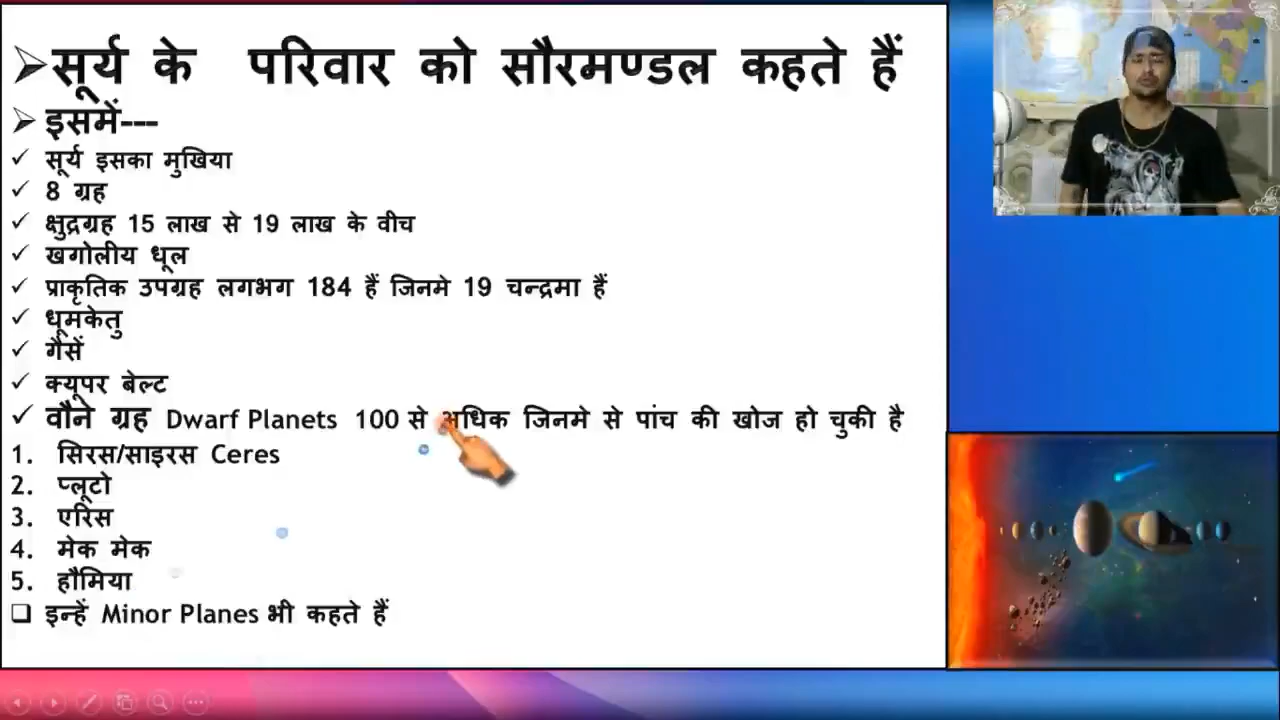 ➢सूर्य के परिवार को सौरमण्डल कहते हैं
➢ इसमें---
✓ सूर्य इसका मुखिया
✓ 8 ग्रह
✓ क्षुद्रग्रह 15 लाख से 19 लाख के वीच
✓ खगोलीय धूल
✓ प्राकृतिक उपग्रह लगभग 184 हैं जिनमे 19 चन्द्रमा हैं
✓ धूमकेतु
✓ गैसें
✓ क्यूपर बेल्ट
✓ वौने ग्रह Dwarf Planets 100 से अधिक जिनमे से पांच की खोज हो चुकी है
1. सिरस/साइरस Ceres
2. प्लूटो
3. एरिस
4. मेक मेक
5. हौमिया
❑ इन्हें Minor Planes भी कहते हैं